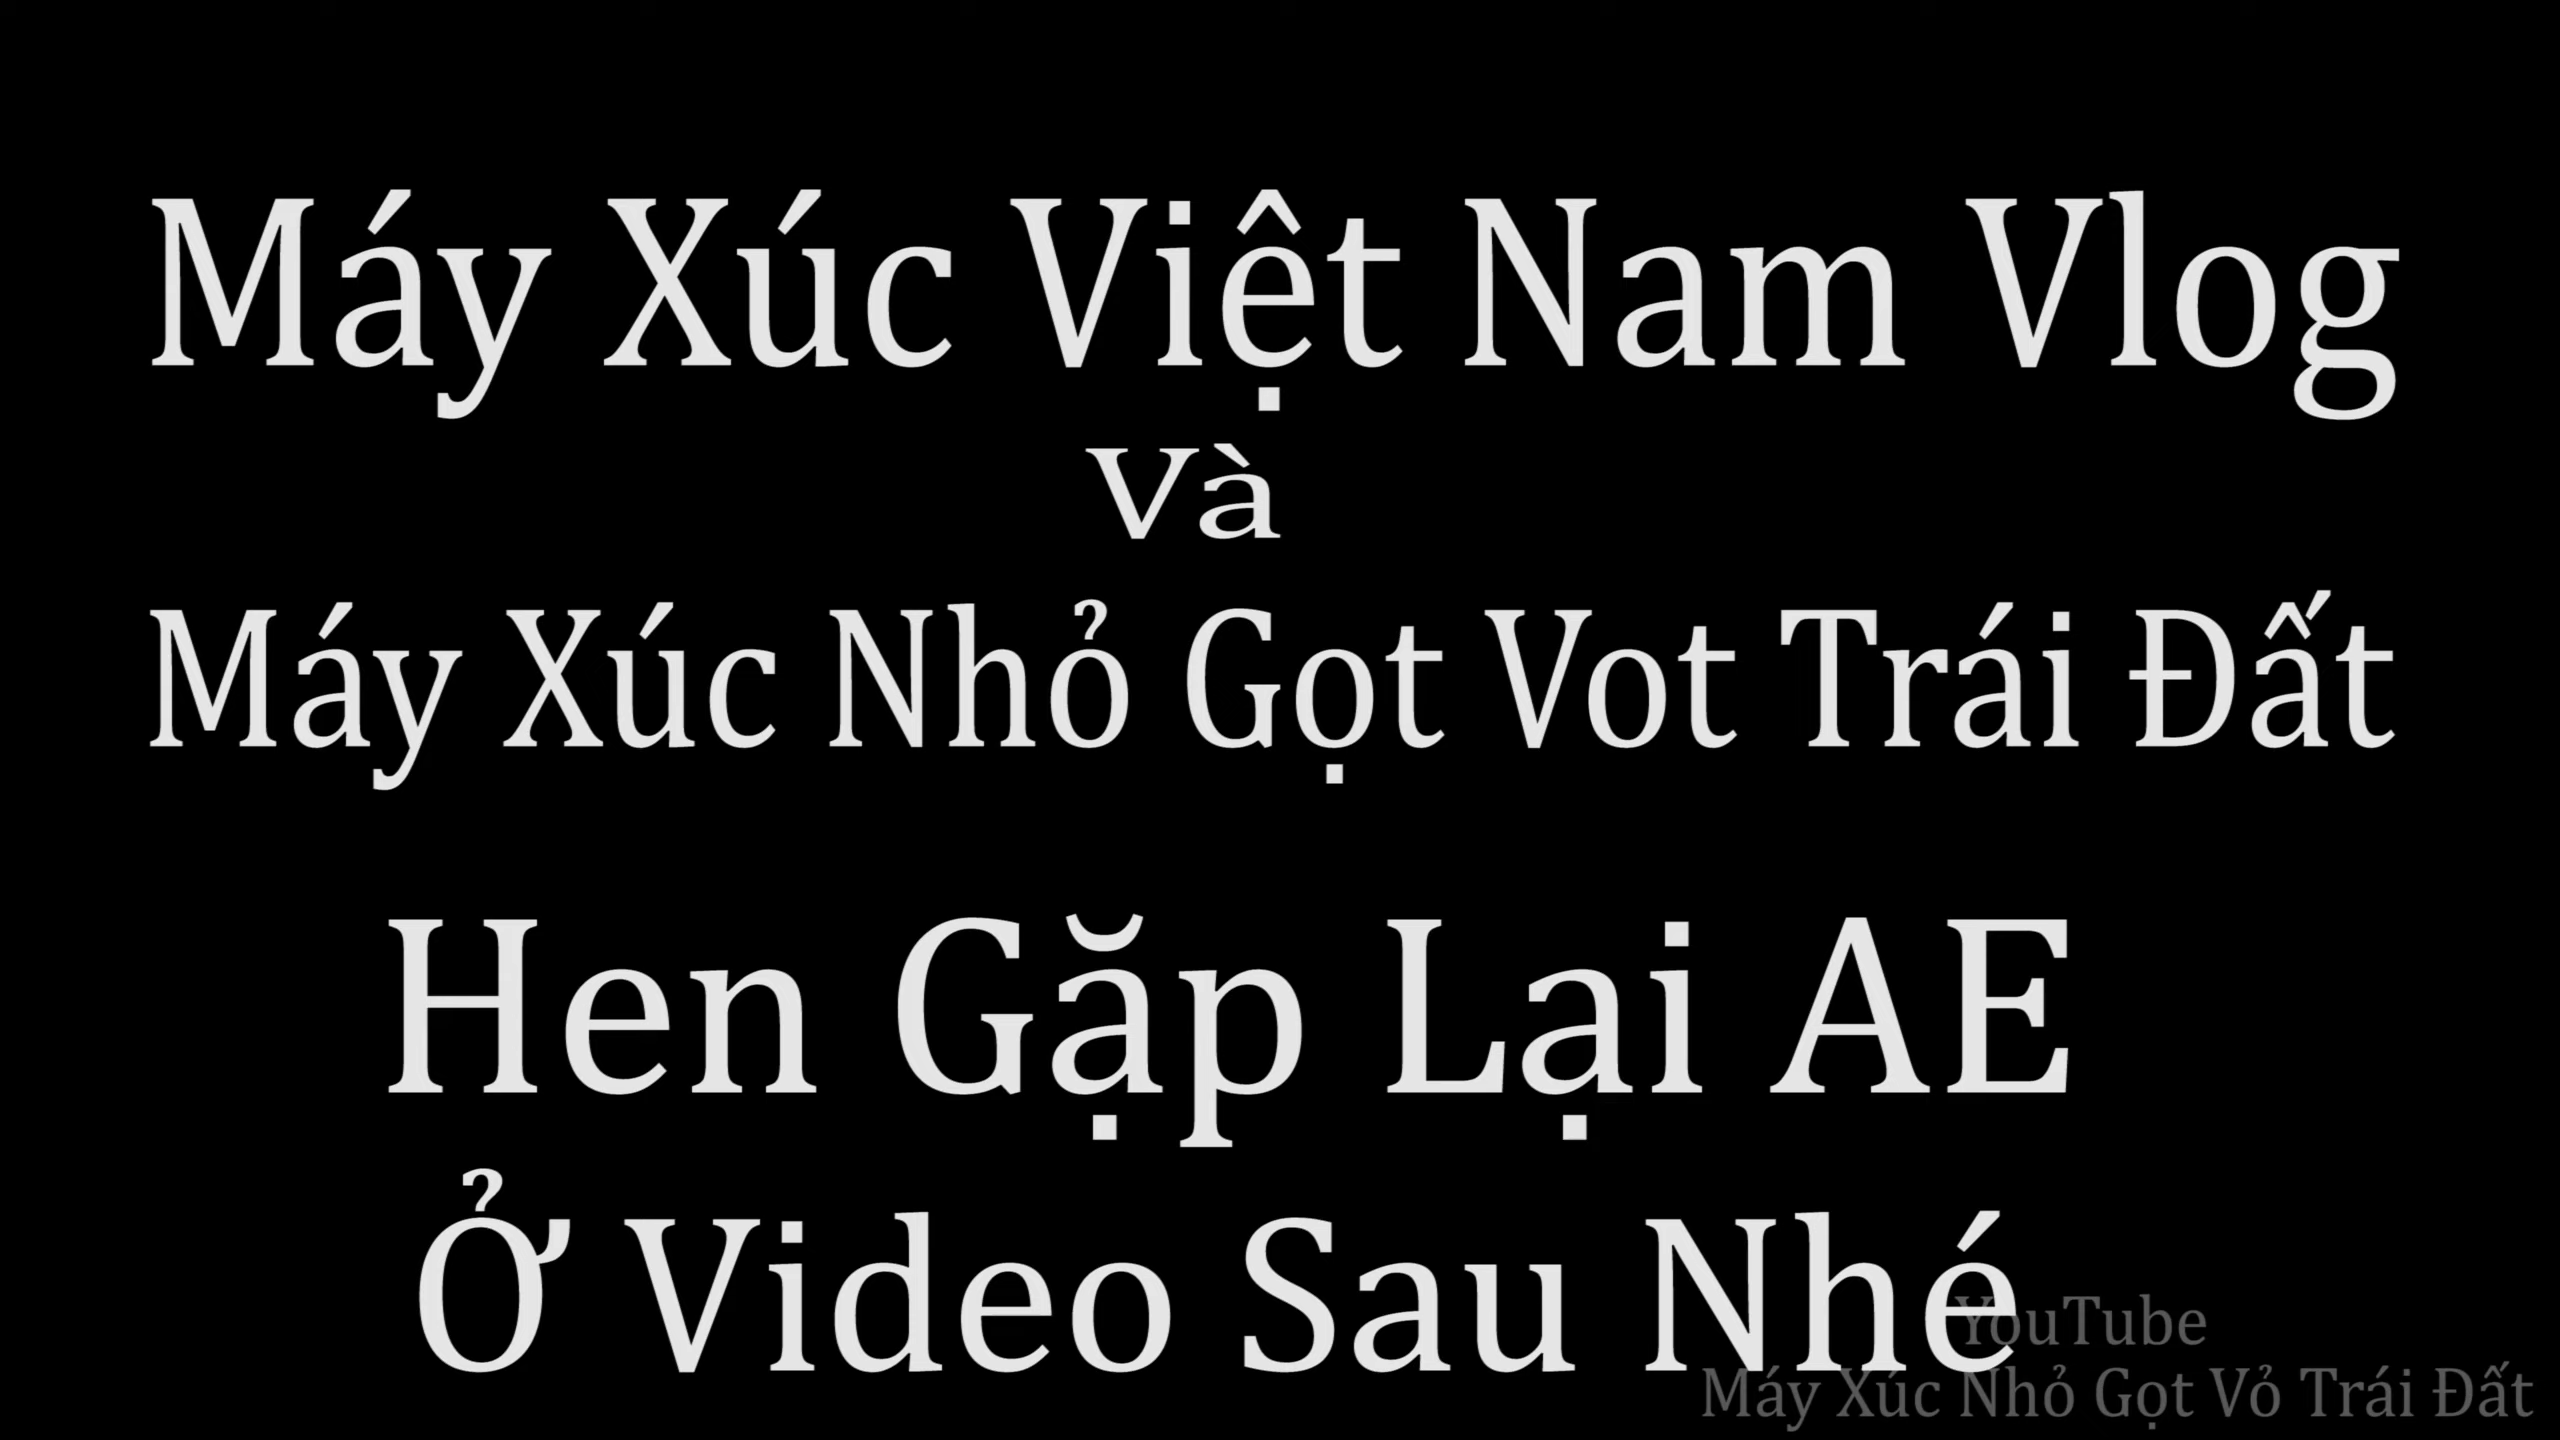 Máy Xúc Việt Nam Vlog
Và
Máy Xúc Nhỏ Gọt Vot Trái Đất
Hen Gặp Lại AE
Ở Video Sau Nhé
YouTube
Máy Xúc Nhỏ Gọt Vỏ Trái Đất